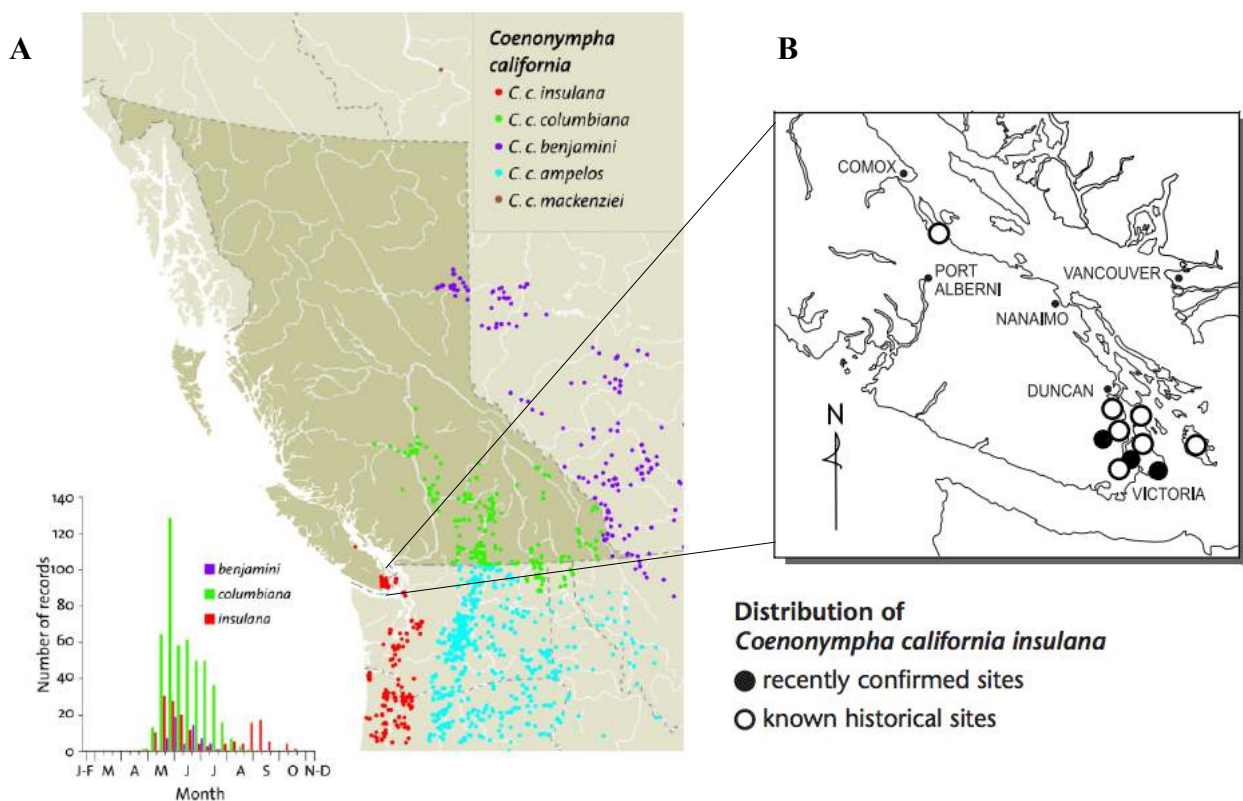 A
Coenonympha
california
C. c. insulana
C. c. columbiana
C. c. benjamini
C. c. ampelos
C. c. mackenziei
140
120
100
80
60
40
20
0
Number of records
benjamini
columbiana
insulana
J-F M A M J J A S O N-D
Month
B
COMOX
PORT
ALBERNI
VANCOUVER
NANAIMO
DUNCAN
N
VICTORIA
Distribution of
Coenonympha california insulana
recently confirmed sites
known historical sites